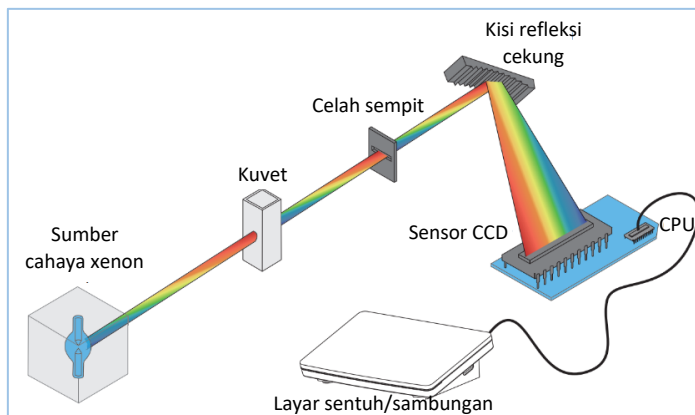 Kisi refleksi
cekung
Celah sempit
Kuvet
Sumber
cahaya xenon
Sensor CCD
CPU
Layar sentuh/sambungan